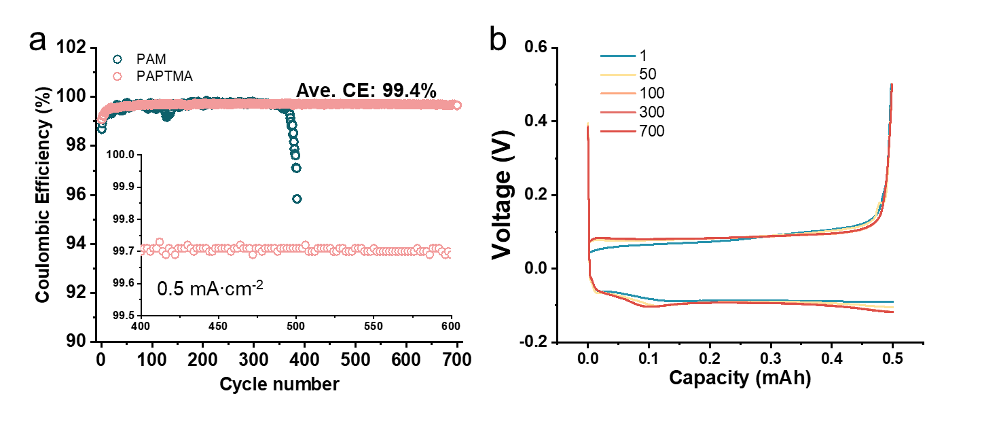 a
102
100
98
96
94
92
90
Coulombic Efficiency (%)
PAM
PAPTMA
Ave. CE: 99.4%
100.0
99.9
99.8
99.7
99.6
99.5
0.5 mA·cm-2
400 450 500 550 600
0 100 200 300 400 500 600 700
Cycle number
b
0.6
0.4
0.2
0.0
-0.2
Voltage (V)
1
50
100
300
700
0.0 0.1 0.2 0.3 0.4 0.5
Capacity (mAh)